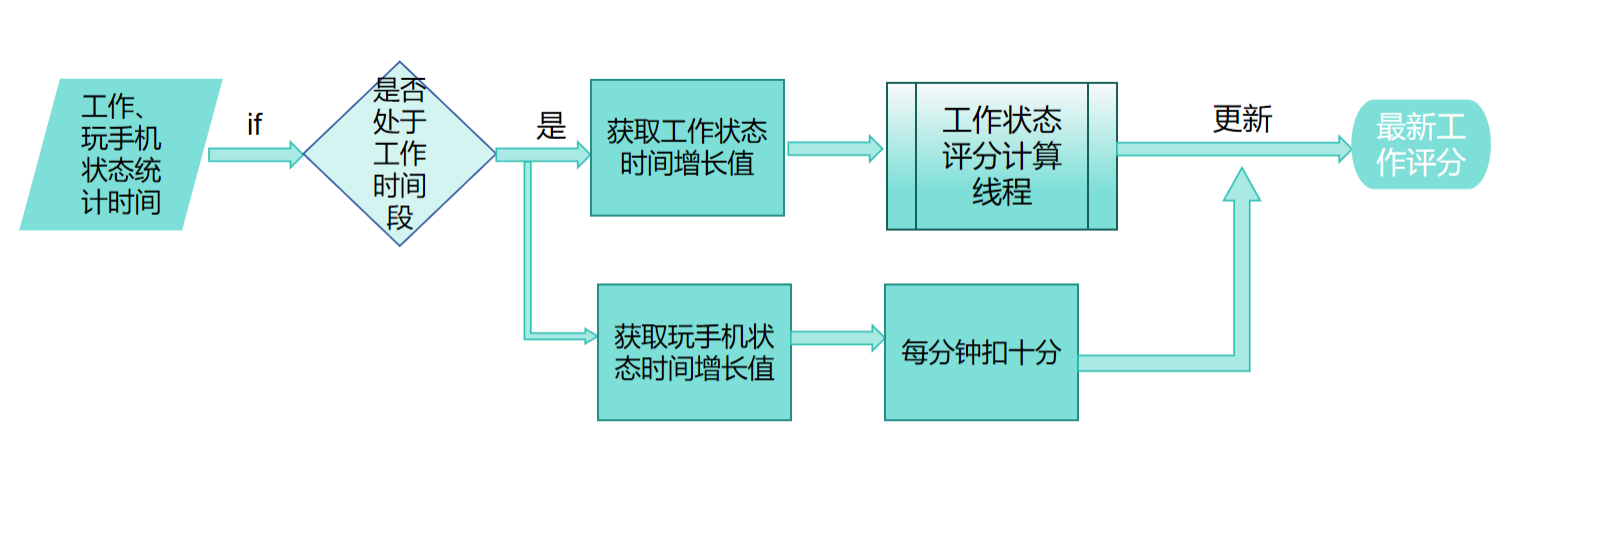 工作、
玩手机
状态统
计时间
if
是否
处于
工作
时间
段
是
获取工作状态
时间增长值
工作状态
评分计算
线程
更新
最新工
作评分
获取玩手机状
态时间增长值
每分钟扣十分